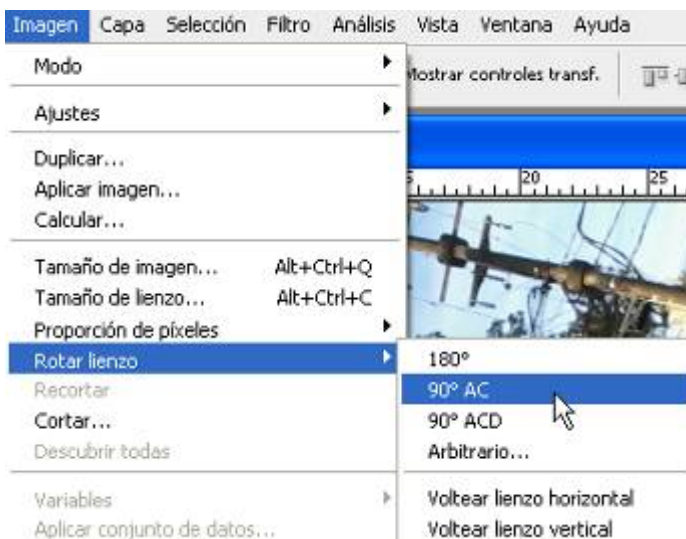 Imagen Capa Selección Filtro Análisis Vista Ventana Ayuda
Modo
Mostrar controles transf.
Ajustes
Duplicar...
Aplicar imagen...
20 25
Calcular...
Tamaño de imagen... Alt+Ctrl+Q
Tamaño de lienzo... Alt+Ctrl+C
Proporción de píxeles
Rotar lienzo
180°
Recortar
90° AC
Cortar...
90° ACD
Descubrir todas
Arbitrario...
Variables
Voltear lienzo horizontal
Aplicar conjunto de datos...
Voltear lienzo vertical